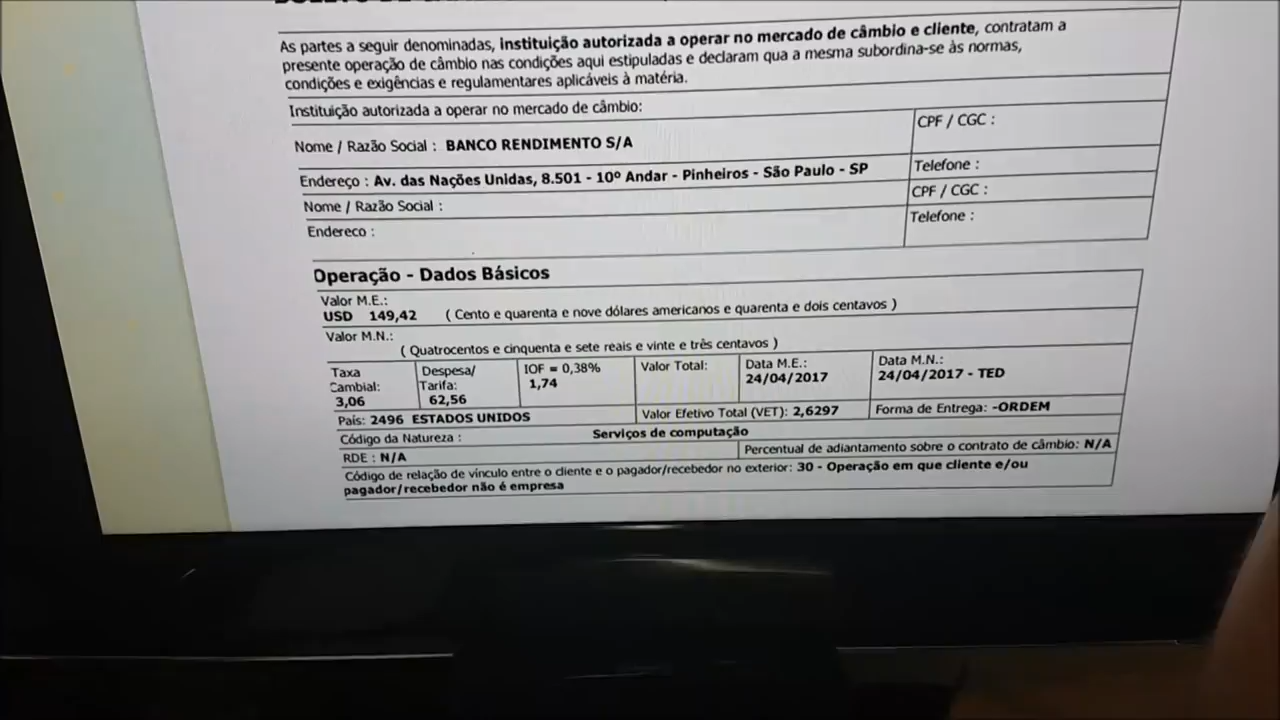 As partes a seguir denominadas, instituição autorizada a operar no mercado de câmbio e cliente, contratam a
presente operação de câmbio nas condições aqui estipuladas e declaram qua a mesma subordina-se às normas,
condições e exigências e regulamentares aplicáveis à matéria.
Instituição autorizada a operar no mercado de câmbio:
Nome / Razão Social : BANCO RENDIMENTO S/A
CPF / CGC :
Endereço : Av. das Nações Unidas, 8.501 - 10º Andar - Pinheiros - São Paulo - SP
Telefone :
Nome / Razão Social :
CPF / CGC :
Endereco :
Telefone :
Operação - Dados Básicos
Valor M.E.:
USD 149,42 ( Cento e quarenta e nove dólares americanos e quarenta e dois centavos )
Valor M.N.:
( Quatrocentos e cinquenta e sete reais e vinte e três centavos )
Taxa
Cambial:
3,06
Despesa/
Tarifa:
62,56
IOF = 0,38%
1,74
Valor Total:
Data M.E.:
24/04/2017
Data M.N.:
24/04/2017 - TED
País: 2496 ESTADOS UNIDOS
Valor Efetivo Total (VET): 2,6297
Forma de Entrega: -ORDEM
Código da Natureza : Serviços de computação
RDE : N/A
Percentual de adiantamento sobre o contrato de câmbio: N/A
Código de relação de vínculo entre o cliente e o pagador/recebedor no exterior: 30 - Operação em que cliente e/ou
pagador/recebedor não é empresa